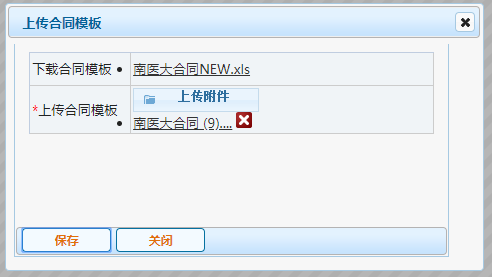 上传合同模板
下载合同模板 • 南医大合同NEW.xls
上传附件
*上传合同模板
• 南医大合同 (9)....
保存 关闭